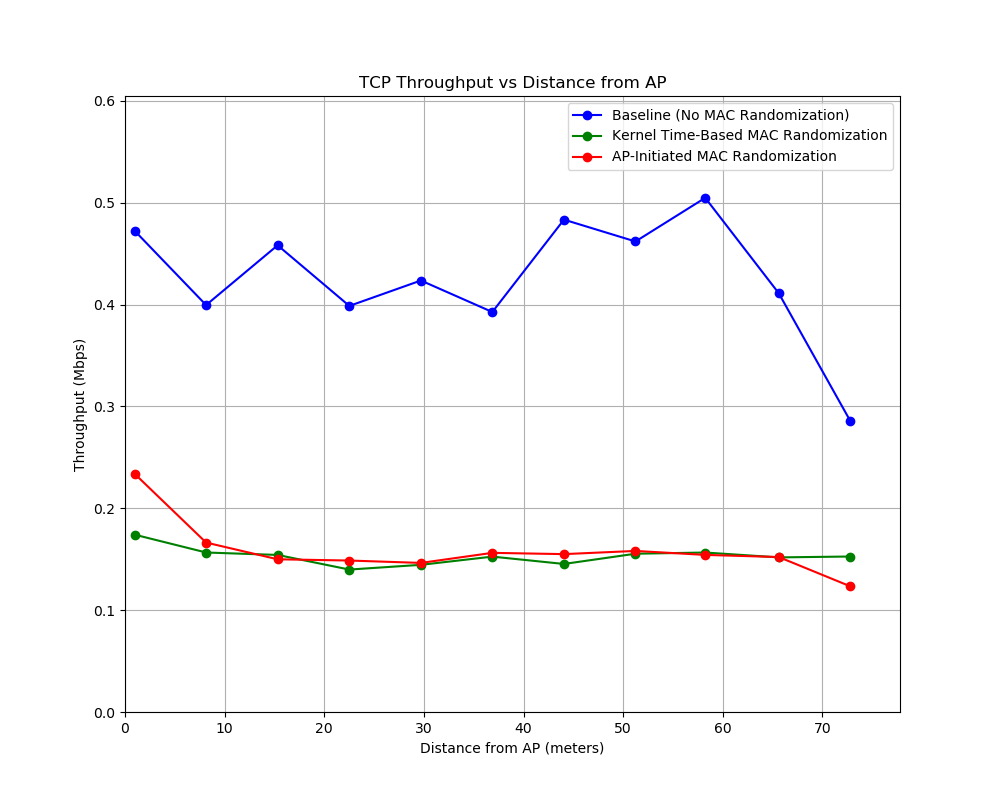 TCP Throughput vs Distance from AP
Baseline (No MAC Randomization)
Kernel Time-Based MAC Randomization
AP-Initiated MAC Randomization
Throughput (Mbps)
0.6
0.5
0.4
0.3
0.2
0.1
0.0
0 10 20 30 40 50 60 70
Distance from AP (meters)